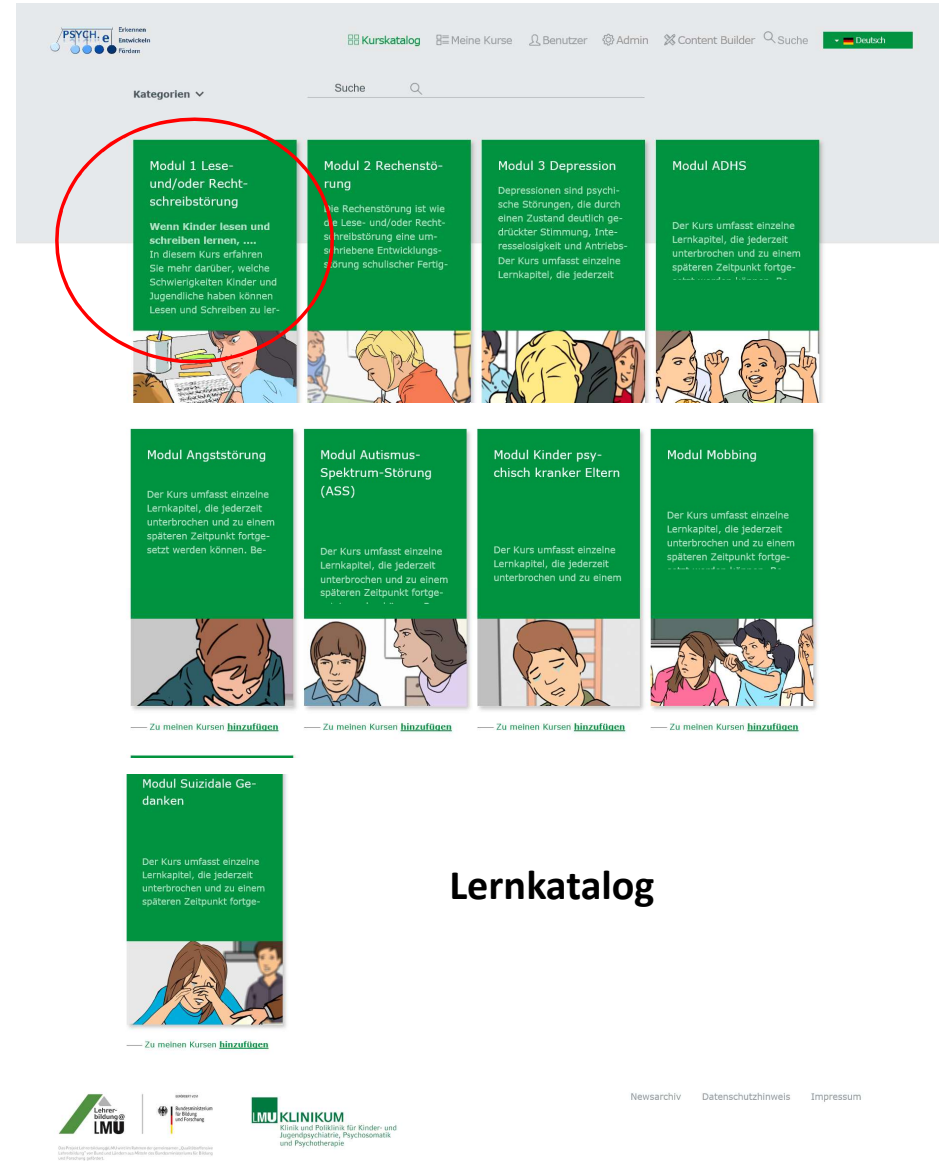 PSYCH.e
Erkennen
Entwickeln
Fördern
Kurskatalog
Meine Kurse
Benutzer
Admin
Content Builder
Suche
Deutsch
Kategorien
Suche
Modul 1 Lese-
und/oder Recht-
schreibstörung
Wenn Kinder lesen und
schreiben lernen, ....
In diesem Kurs erfahren
Sie mehr darüber, welche
Schwierigkeiten Kinder und
Jugendliche haben können
Lesen und Schreiben zu ler-
Modul 2 Rechenstö-
rung
Die Rechenstörung ist wie
die Lese- und/oder Recht-
schreibstörung eine um-
schriebene Entwicklungs-
störung schulischer Fertig-
Modul 3 Depression
Depressionen sind psychi-
sche Störungen, die durch
einen Zustand deutlich ge-
drückter Stimmung, Inte-
resselosigkeit und Antriebs-
Der Kurs umfasst einzelne
Lernkapitel, die jederzeit
Modul ADHS
Der Kurs umfasst einzelne
Lernkapitel, die jederzeit
unterbrochen und zu einem
späteren Zeitpunkt fortge-
setzt werden können. Be-
Modul Angststörung
Der Kurs umfasst einzelne
Lernkapitel, die jederzeit
unterbrochen und zu einem
späteren Zeitpunkt fortge-
setzt werden können. Be-
Modul Autismus-
Spektrum-Störung
(ASS)
Der Kurs umfasst einzelne
Lernkapitel, die jederzeit
unterbrochen und zu einem
späteren Zeitpunkt fortge-
Modul Kinder psy-
chisch kranker Eltern
Der Kurs umfasst einzelne
Lernkapitel, die jederzeit
unterbrochen und zu einem
Modul Mobbing
Der Kurs umfasst einzelne
Lernkapitel, die jederzeit
unterbrochen und zu einem
späteren Zeitpunkt fortge-
Zu meinen Kursen hinzufügen
Zu meinen Kursen hinzufügen
Zu meinen Kursen hinzufügen
Zu meinen Kursen hinzufügen
Modul Suizidale Ge-
danken
Der Kurs umfasst einzelne
Lernkapitel, die jederzeit
unterbrochen und zu einem
späteren Zeitpunkt fortge-
Lernkatalog
Zu meinen Kursen hinzufügen
Newsarchiv
Datenschutzhinweis
Impressum
Lehrer-
bildung@
LMU
GEFÖRDERT VOM
Bundesministerium
für Bildung
und Forschung
LMU KLINIKUM
Klinik und Poliklinik für Kinder- und
Jugendpsychiatrie, Psychosomatik
und Psychotherapie